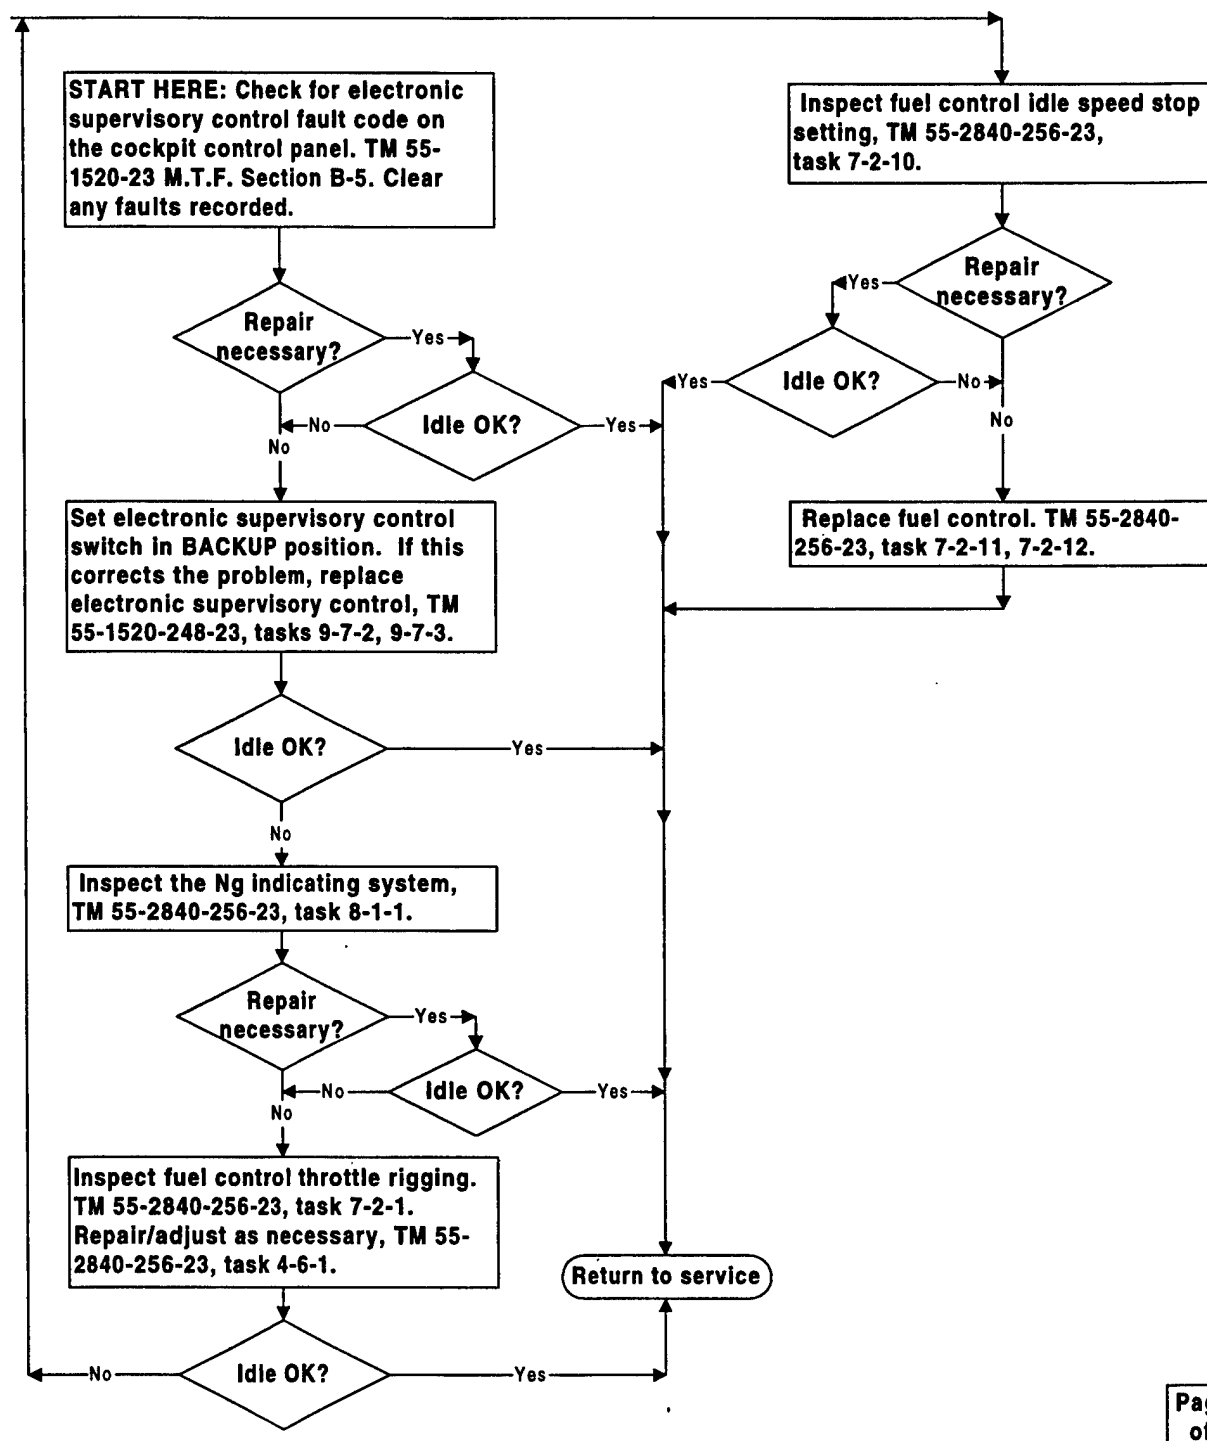 START HERE: Check for electronic
supervisory control fault code on
the cockpit control panel. TM 55-
1520-23 M.T.F. Section B-5. Clear
any faults recorded.
Repair
necessary?
Yes
Idle OK?
No
Yes
No
Set electronic supervisory control
switch in BACKUP position. If this
corrects the problem, replace
electronic supervisory control, TM
55-1520-248-23, tasks 9-7-2, 9-7-3.
Idle OK?
Yes
No
Inspect the Ng indicating system,
TM 55-2840-256-23, task 8-1-1.
Repair
necessary?
Yes
Idle OK?
No
Yes
No
Inspect fuel control throttle rigging.
TM 55-2840-256-23, task 7-2-1.
Repair/adjust as necessary, TM 55-
2840-256-23, task 4-6-1.
Idle OK?
No
Yes
Inspect fuel control idle speed stop
setting, TM 55-2840-256-23,
task 7-2-10.
Repair
necessary?
Yes
Idle OK?
Yes
No
No
Replace fuel control. TM 55-2840-
256-23, task 7-2-11, 7-2-12.
Return to service